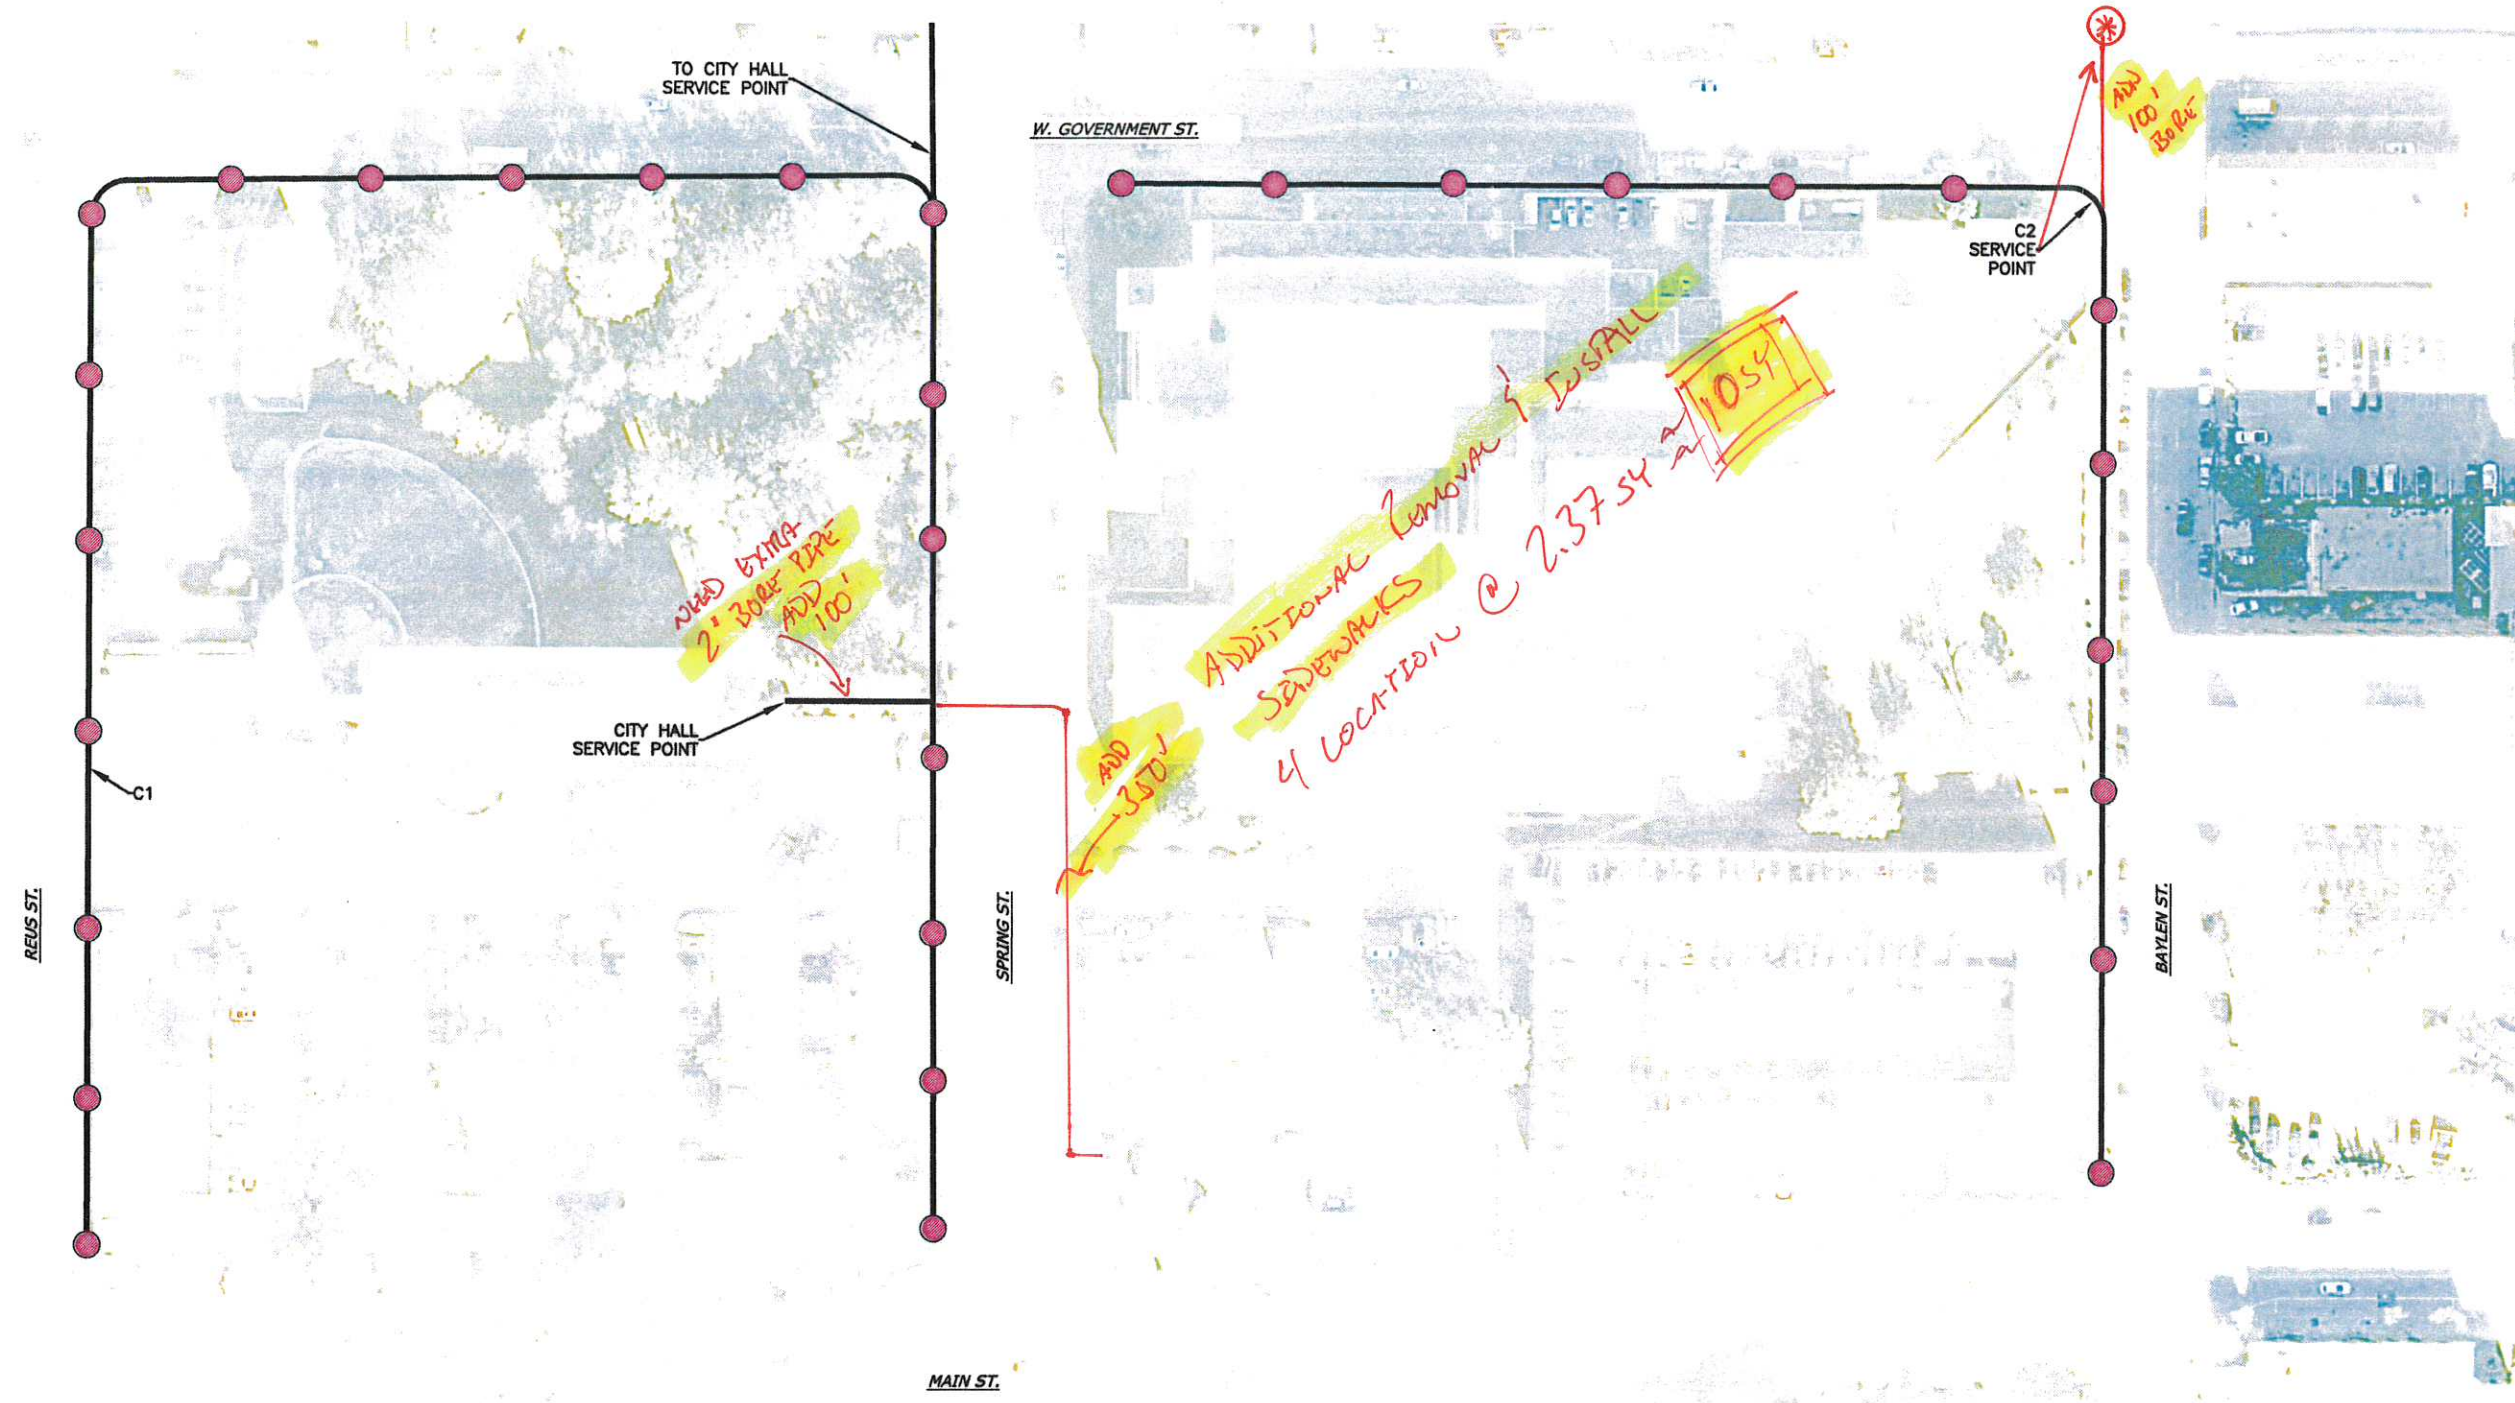 TO CITY HALL
SERVICE POINT
W. GOVERNMENT ST.
ADD
100'
BORE
C2
SERVICE
POINT
ADDITIONAL REMOVAL & INSTALL
SIDEWALKS
4 LOCATION @ 2.37 SY
10SY
NEED EXTRA
2" BORE PIPE
ADD
100'
CITY HALL
SERVICE POINT
ADD
350'
C1
REUS ST.
SPRING ST.
BAYLEN ST.
MAIN ST.